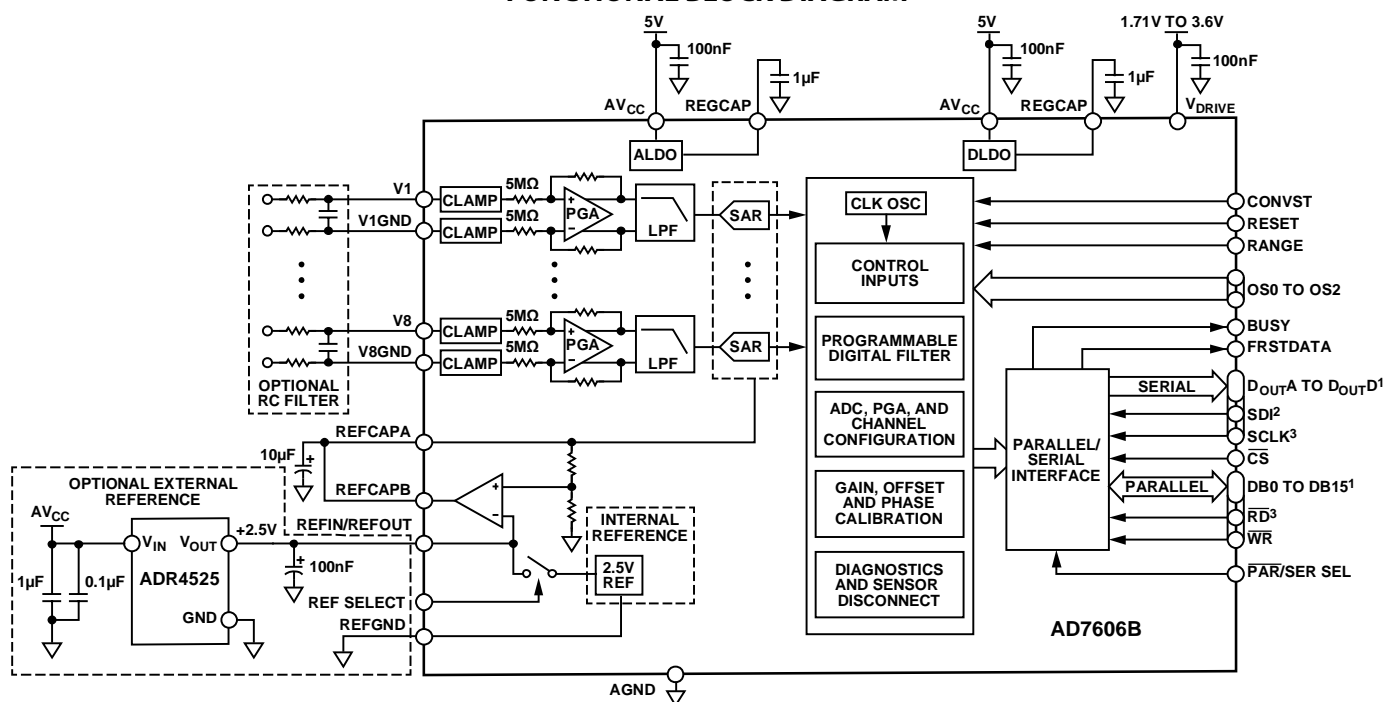 FUNCTIONAL BLOCK DIAGRAM
5V
5V
1.71V TO 3.6V
100nF
1µF
100nF
1µF
100nF
AVCC
REGCAP
AVCC
REGCAP
VDRIVE
ALDO
DLDO
V1
CLAMP
5MΩ
PGA
LPF
SAR
V1GND
CLAMP
5MΩ
V8
CLAMP
5MΩ
PGA
LPF
SAR
V8GND
CLAMP
5MΩ
OPTIONAL
RC FILTER
CLK OSC
CONTROL
INPUTS
PROGRAMMABLE
DIGITAL FILTER
ADC, PGA, AND
CHANNEL
CONFIGURATION
GAIN, OFFSET
AND PHASE
CALIBRATION
DIAGNOSTICS
AND SENSOR
DISCONNECT
CONVST
RESET
RANGE
OS0 TO OS2
BUSY
FRSTDATA
SERIAL
DOUTA TO DOUTD1
SDI2
SCLK3
CS
PARALLEL
DB0 TO DB151
RD3
WR
PAR/SER SEL
PARALLEL/
SERIAL
INTERFACE
REFCAPA
10µF
+
REFCAPB
+
−
OPTIONAL EXTERNAL
REFERENCE
AVCC
VIN
VOUT
+2.5V
REFIN/REFOUT
ADR4525
1µF
0.1µF
+
100nF
GND
REF SELECT
REFGND
INTERNAL
REFERENCE
2.5V
REF
AD7606B
AGND